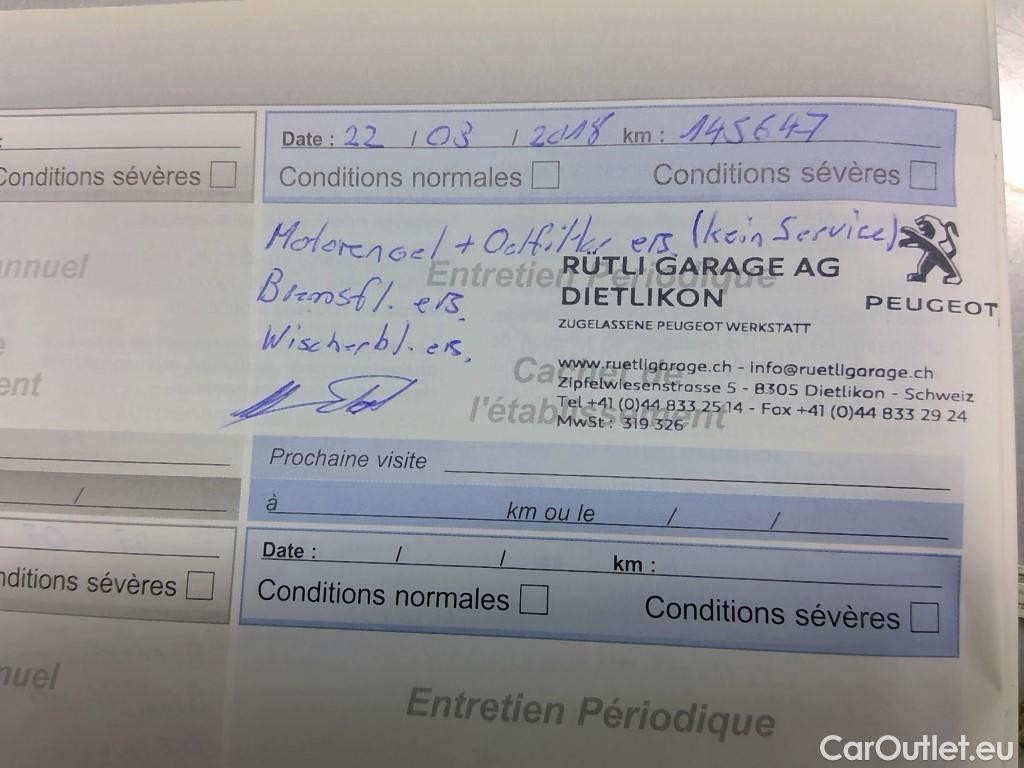 Date : 22 / 03 / 2018 km : 145647
Conditions sévères
Conditions normales
Conditions sévères
Motorenoel + Oelfilter ers (kein Service)
annuel
Entretien Périodique
RÜTLI GARAGE AG
PEUGEOT
Bremsfl. ers.
DIETLIKON
ZUGELASSENE PEUGEOT WERKSTATT
Wischerbl. ers.
Cachet de
www.ruetligarage.ch - info@ruetligarage.ch
ent
Zipfelwiesenstrasse 5 - 8305 Dietlikon - Schweiz
l'établissement
Tel +41 (0)44 833 25 14 - Fax +41 (0)44 833 29 24
MwSt : 319 326
Prochaine visite
/
à km ou le / /
Date : / / km :
nditions sévères
Conditions normales
Conditions sévères
nuel
Entretien Périodique
CarOutlet.eu